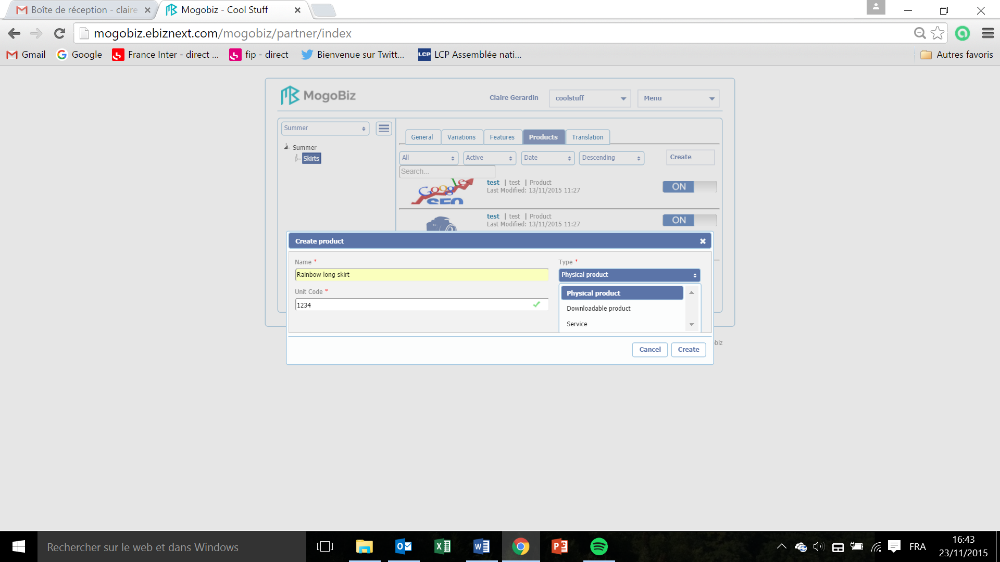 Boîte de réception - claire
Mogobiz - Cool Stuff
mogobiz.ebiznext.com/mogobiz/partner/index
Gmail
Google
France Inter - direct ...
fip - direct
Bienvenue sur Twitt...
LCP
LCP Assemblée nati...
Autres favoris
MogoBiz
Claire Gerardin
coolstuff
Menu
Summer
General
Variations
Features
Products
Translation
Summer
Skirts
All
Active
Date
Descending
Create
Search...
test | test | Product
Last Modified: 13/11/2015 11:27
ON
test | test | Product
Last Modified: 13/11/2015 11:27
ON
Create product
Name *
Rainbow long skirt
Type *
Physical product
Unit Code *
1234
Physical product
Downloadable product
Service
Cancel
Create
biz
Rechercher sur le web et dans Windows
FRA
16:43
23/11/2015